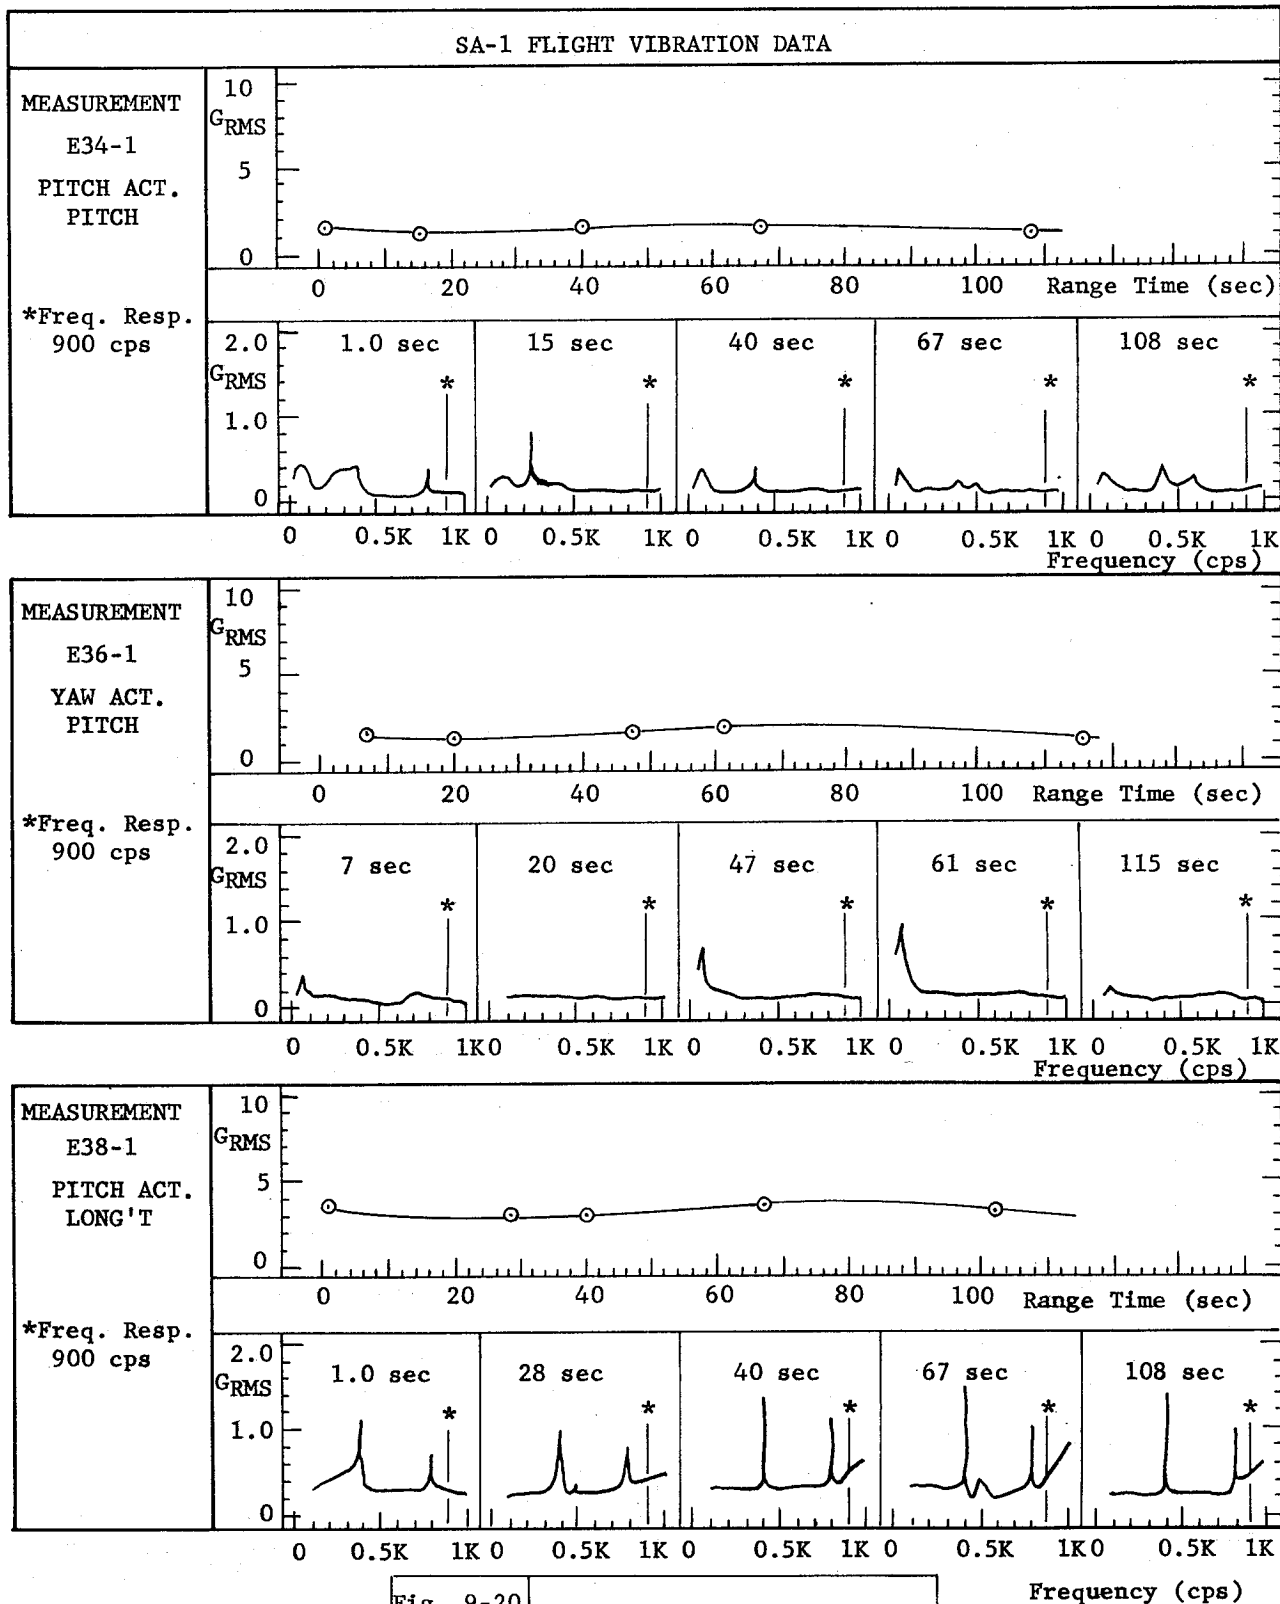 SA-1 FLIGHT VIBRATION DATA
MEASUREMENT
E34-1
PITCH ACT.
PITCH
*Freq. Resp.
900 cps
10
GRMS
5
0
0 20 40 60 80 100 Range Time (sec)
2.0
GRMS
1.0
0
1.0 sec 15 sec 40 sec 67 sec 108 sec
* * * * *
0 0.5K 1K 0 0.5K 1K 0 0.5K 1K 0 0.5K 1K 0 0.5K 1K
Frequency (cps)
MEASUREMENT
E36-1
YAW ACT.
PITCH
*Freq. Resp.
900 cps
10
GRMS
5
0
0 20 40 60 80 100 Range Time (sec)
2.0
GRMS
1.0
0
7 sec 20 sec 47 sec 61 sec 115 sec
* * * * *
0 0.5K 1K 0 0.5K 1K 0 0.5K 1K 0 0.5K 1K 0 0.5K 1K
Frequency (cps)
MEASUREMENT
E38-1
PITCH ACT.
LONG'T
*Freq. Resp.
900 cps
10
GRMS
5
0
0 20 40 60 80 100 Range Time (sec)
2.0
GRMS
1.0
0
1.0 sec 28 sec 40 sec 67 sec 108 sec
* * * * *
0 0.5K 1K 0 0.5K 1K 0 0.5K 1K 0 0.5K 1K 0 0.5K 1K
Frequency (cps)
Fig. 9-20